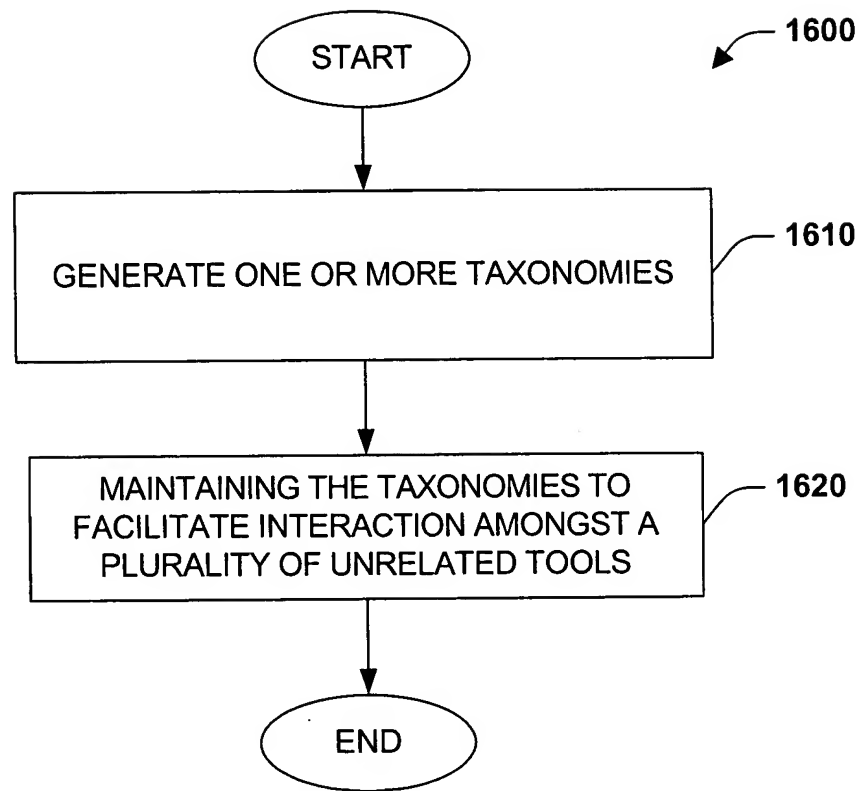 START
1600
GENERATE ONE OR MORE TAXONOMIES
1610
MAINTAINING THE TAXONOMIES TO
FACILITATE INTERACTION AMONGST A
PLURALITY OF UNRELATED TOOLS
1620
END